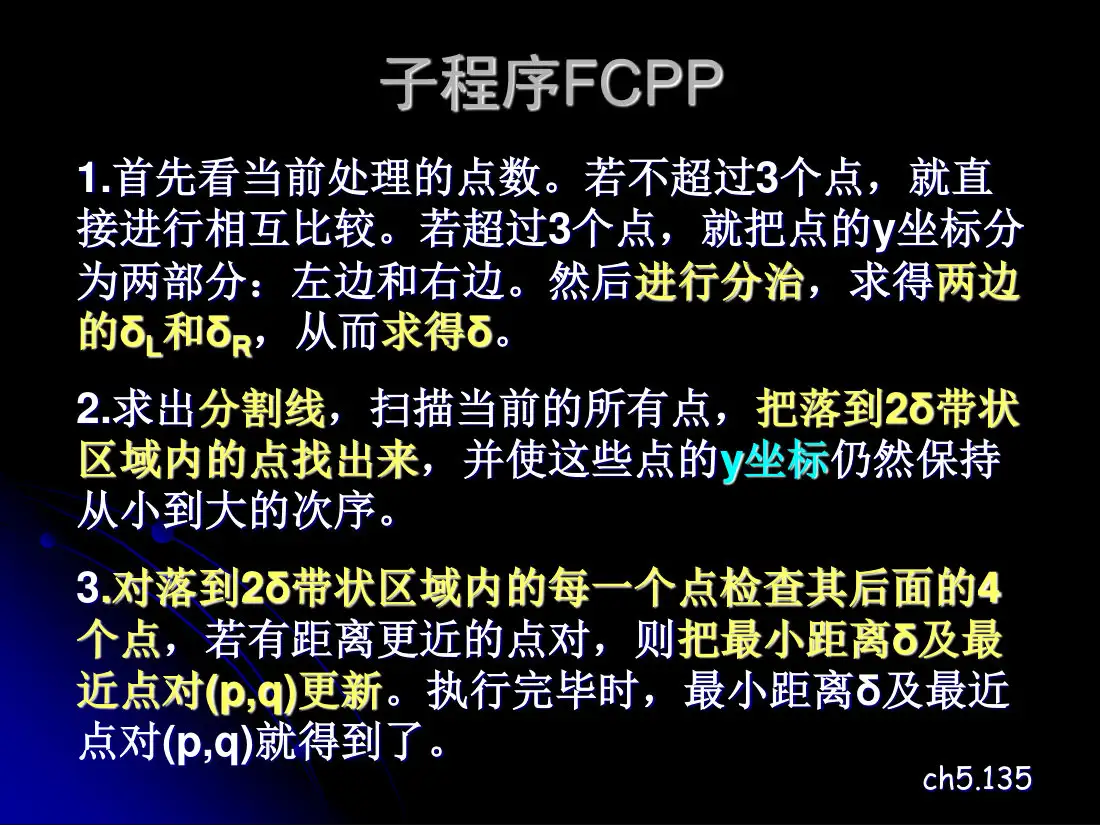 子程序FCPP
1.首先看当前处理的点数。若不超过3个点，就直
接进行相互比较。若超过3个点，就把点的y坐标分
为两部分：左边和右边。然后进行分治，求得两边
的δL和δR，从而求得δ。
2.求出分割线，扫描当前的所有点，把落到2δ带状
区域内的点找出来，并使这些点的y坐标仍然保持
从小到大的次序。
3.对落到2δ带状区域内的每一个点检查其后面的4
个点，若有距离更近的点对，则把最小距离δ及最
近点对(p,q)更新。执行完毕时，最小距离δ及最近
点对(p,q)就得到了。
ch5.135